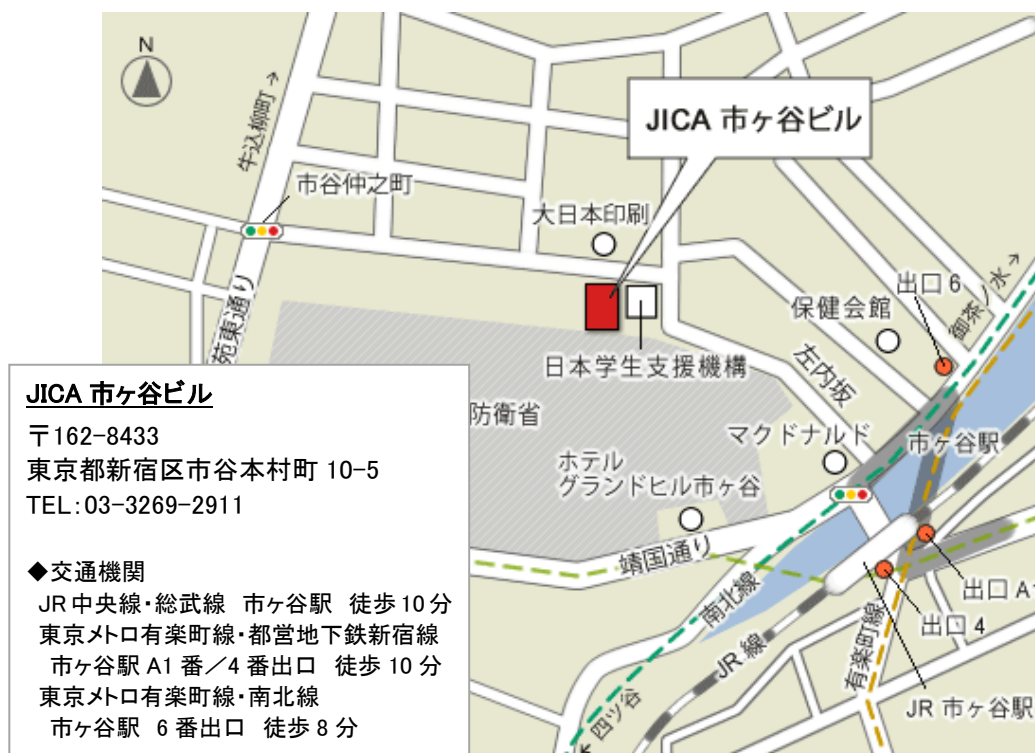 N
牛込柳町→
JICA 市ヶ谷ビル
市谷仲之町
大日本印刷
苑東通り
出口 6
御茶ノ水→
保健会館
日本学生支援機構
左内坂
防衛省
マクドナルド
市ヶ谷駅
ホテル
グランドヒル市ヶ谷
靖国通り
南北線
出口 A
出口 4
JR 線
有楽町線
JR 市ヶ谷駅
四ツ谷
JICA 市ヶ谷ビル
〒162-8433
東京都新宿区市谷本村町 10-5
TEL:03-3269-2911
◆交通機関
JR 中央線・総武線 市ヶ谷駅 徒歩 10 分
東京メトロ有楽町線・都営地下鉄新宿線
市ヶ谷駅 A1 番/4 番出口 徒歩 10 分
東京メトロ有楽町線・南北線
市ヶ谷駅 6 番出口 徒歩 8 分